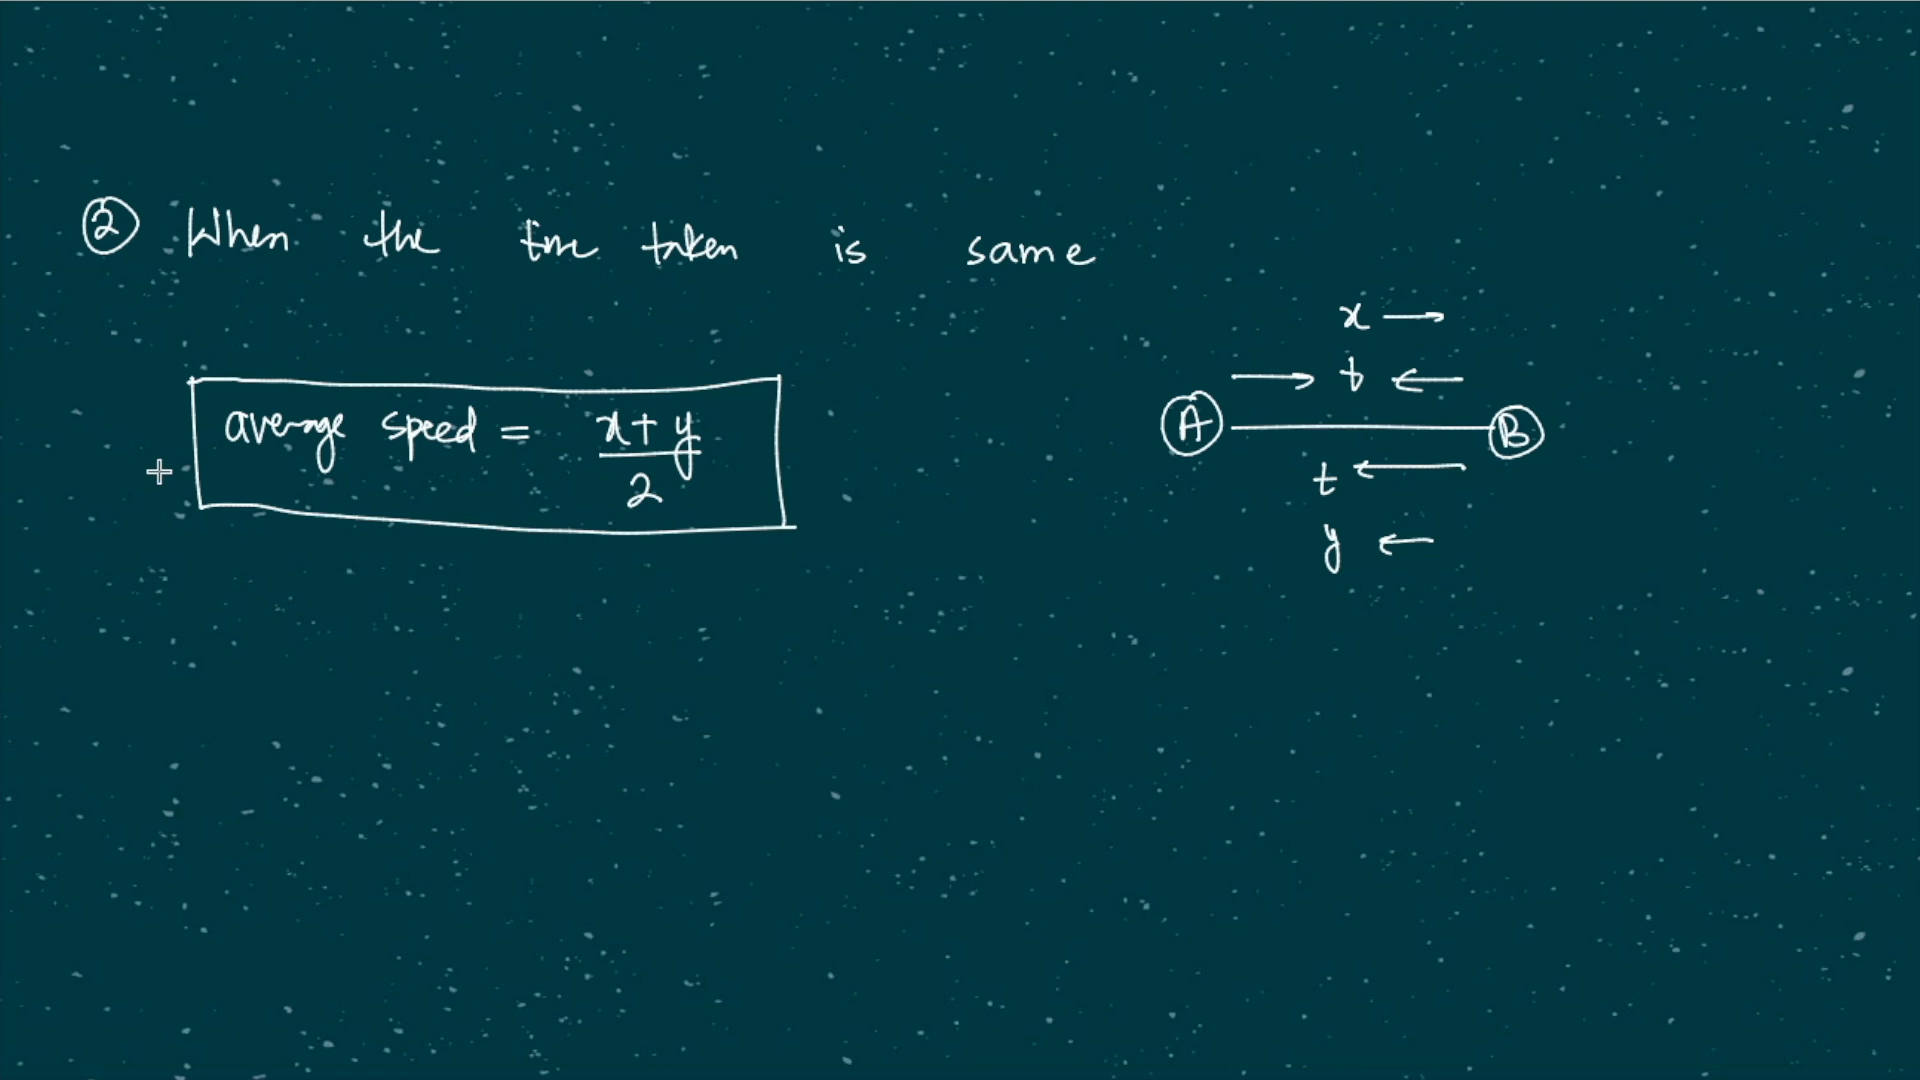 ② When the time taken is same
x →
→ t ←
average speed = x+y / 2
A B
t ←
y ←